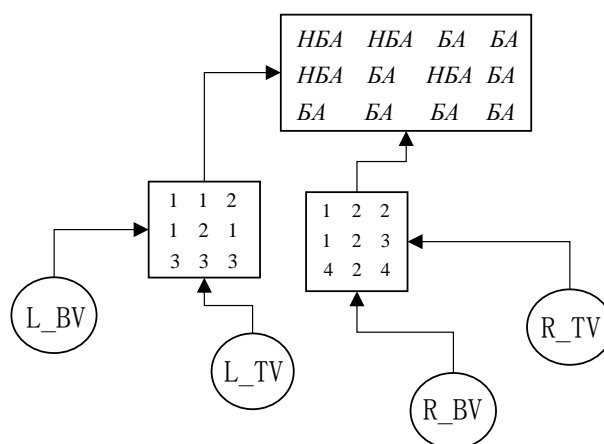 НБА НБА БА БА
НБА БА НБА БА
БА БА БА БА
1 1 2
1 2 1
3 3 3
1 2 2
1 2 3
4 2 4
L_BV
L_TV
R_BV
R_TV